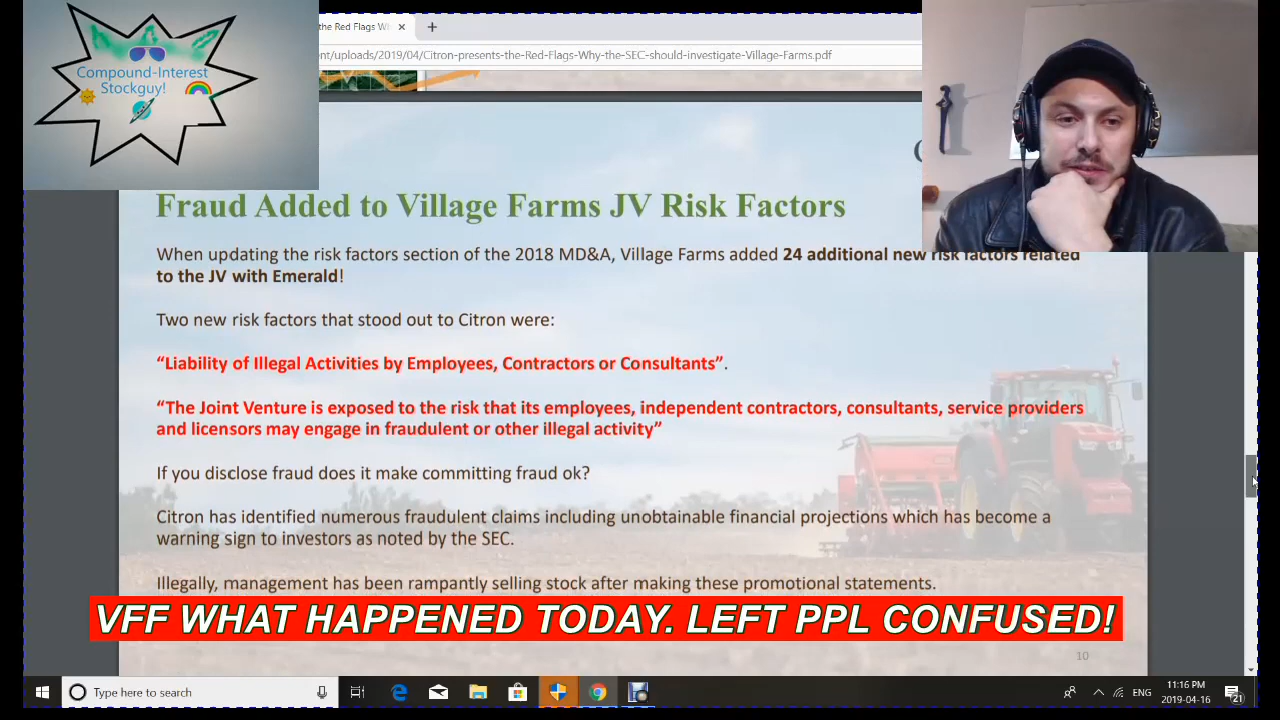 Compound-Interest
Stockguy!
the Red Flags Wh
ent/uploads/2019/04/Citron-presents-the-Red-Flags-Why-the-SEC-should-investigate-Village-Farms.pdf
Fraud Added to Village Farms JV Risk Factors
When updating the risk factors section of the 2018 MD&A, Village Farms added 24 additional new risk factors related
to the JV with Emerald!
Two new risk factors that stood out to Citron were:
“Liability of Illegal Activities by Employees, Contractors or Consultants”.
“The Joint Venture is exposed to the risk that its employees, independent contractors, consultants, service providers
and licensors may engage in fraudulent or other illegal activity”
If you disclose fraud does it make committing fraud ok?
Citron has identified numerous fraudulent claims including unobtainable financial projections which has become a
warning sign to investors as noted by the SEC.
Illegally, management has been rampantly selling stock after making these promotional statements.
VFF WHAT HAPPENED TODAY. LEFT PPL CONFUSED!
10
Type here to search
ENG
11:16 PM
2019-04-16
21